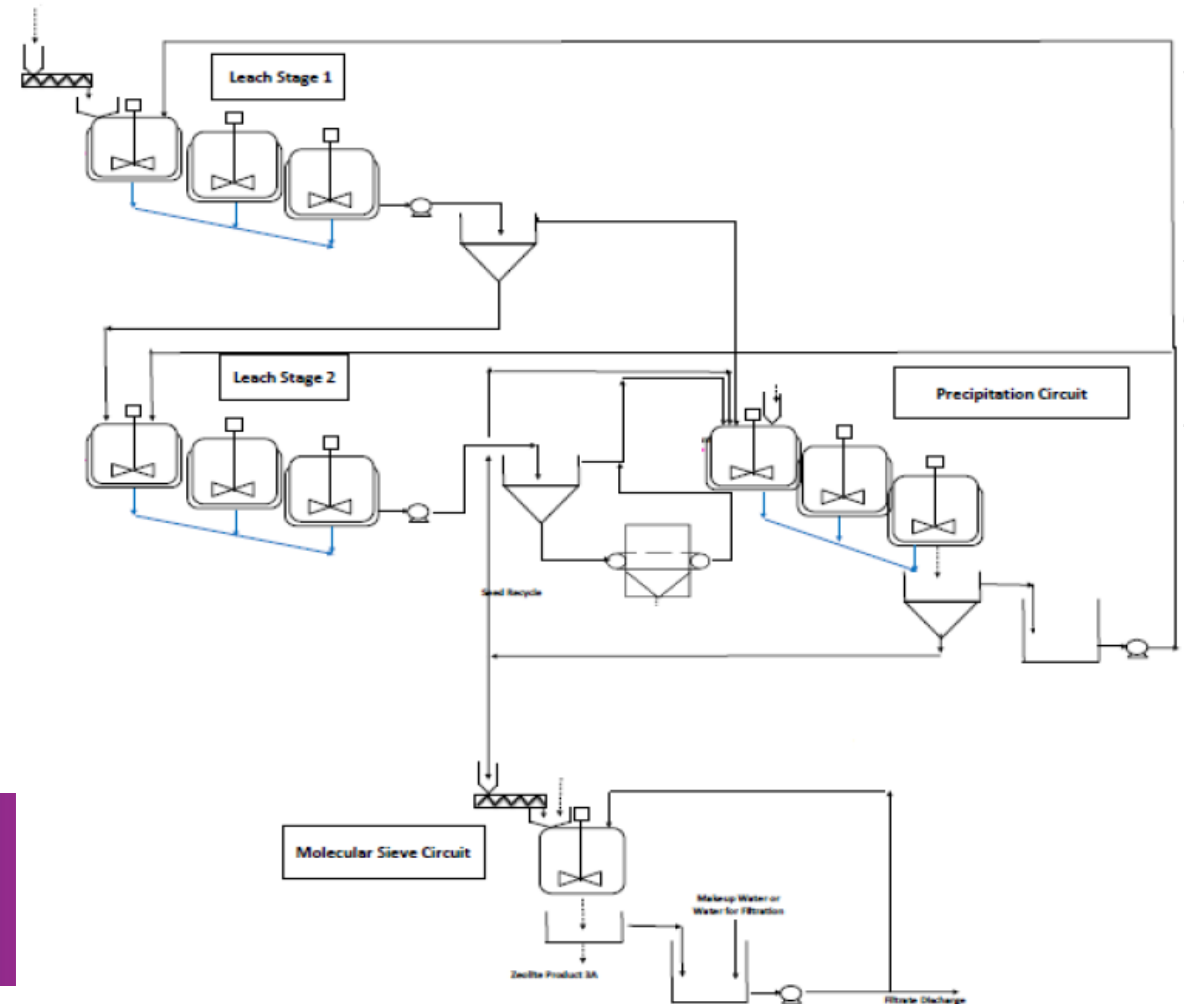 Leach Stage 1
Leach Stage 2
Precipitation Circuit
Seed Recycle
Molecular Sieve Circuit
Makeup Water or
Water for Filtration
Zeolite Product 3A
Filtrate Discharge